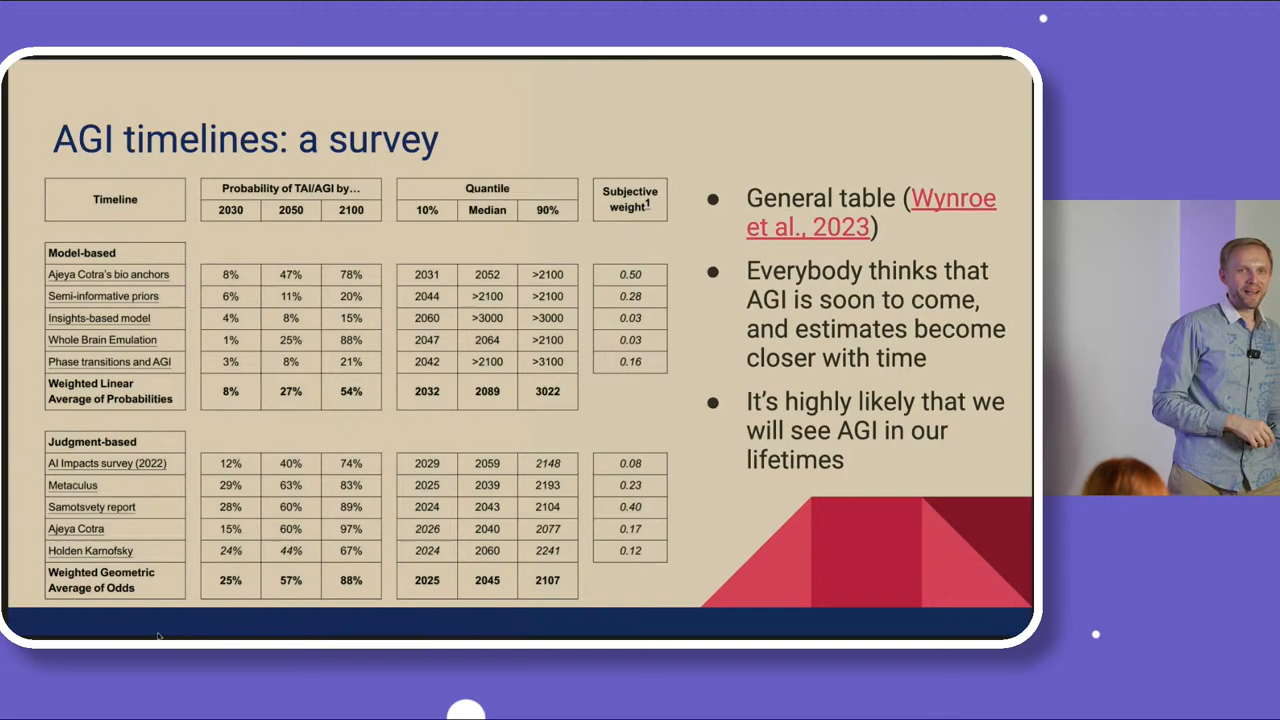 AGI timelines: a survey
Timeline
Probability of TAI/AGI by…
2030 2050 2100
Quantile
10% Median 90%
Subjective
weight1
Model-based
Ajeya Cotra's bio anchors 8% 47% 78% 2031 2052 >2100 0.50
Semi-informative priors 6% 11% 20% 2044 >2100 >2100 0.28
Insights-based model 4% 8% 15% 2060 >3000 >3000 0.03
Whole Brain Emulation 1% 25% 88% 2047 2064 >2100 0.03
Phase transitions and AGI 3% 8% 21% 2042 >2100 >3100 0.16
Weighted Linear
Average of Probabilities 8% 27% 54% 2032 2089 3022
Judgment-based
AI Impacts survey (2022) 12% 40% 74% 2029 2059 2148 0.08
Metaculus 29% 63% 83% 2025 2039 2193 0.23
Samotsvety report 28% 60% 89% 2024 2043 2104 0.40
Ajeya Cotra 15% 60% 97% 2026 2040 2077 0.17
Holden Karnofsky 24% 44% 67% 2024 2060 2241 0.12
Weighted Geometric
Average of Odds 25% 57% 88% 2025 2045 2107
General table (Wynroe
et al., 2023)
Everybody thinks that
AGI is soon to come,
and estimates become
closer with time
It's highly likely that we
will see AGI in our
lifetimes